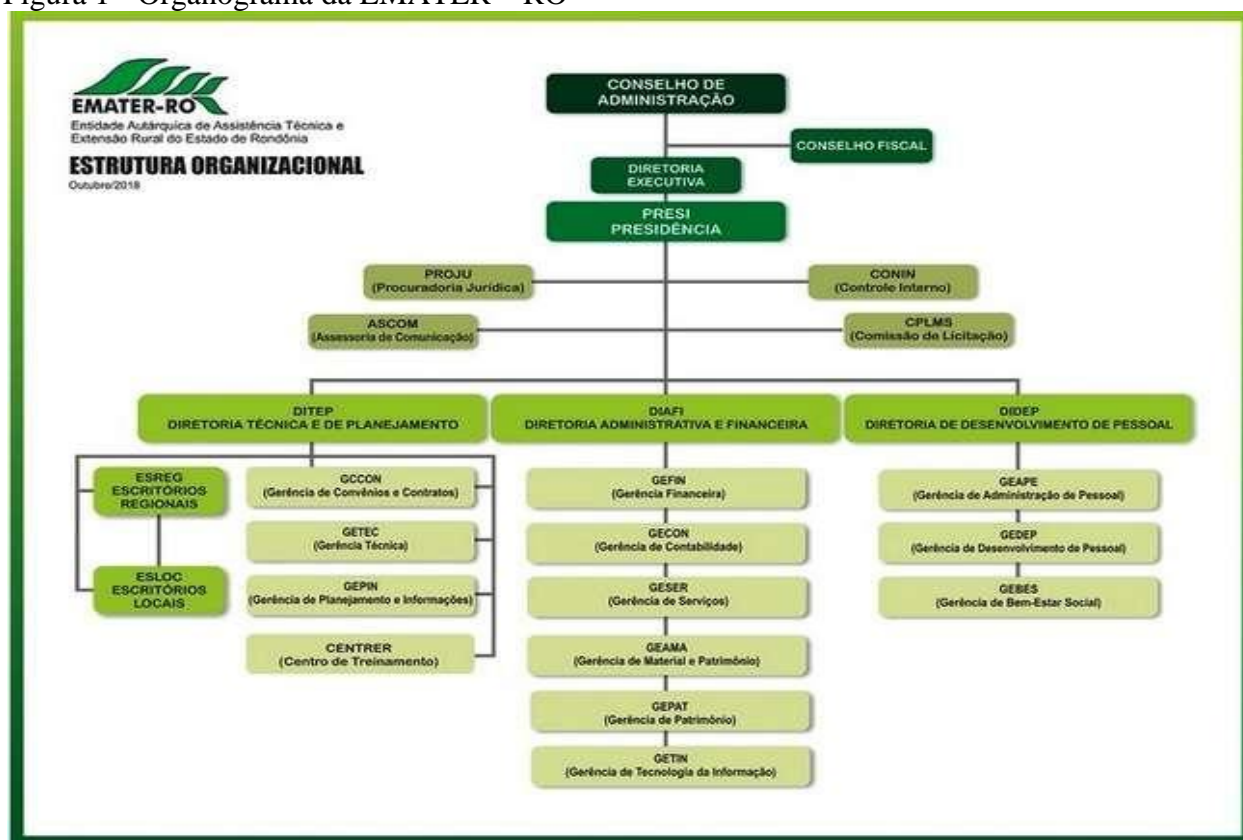 Figura 1 - Organograma da EMATER – RO
EMATER-RO
Entidade Autárquica de Assistência Técnica e
Extensão Rural do Estado de Rondônia
ESTRUTURA ORGANIZACIONAL
Outubro/2018
CONSELHO DE
ADMINISTRAÇÃO
CONSELHO FISCAL
DIRETORIA
EXECUTIVA
PRESI
PRESIDÊNCIA
PROJU
(Procuradoria Jurídica)
CONIN
(Controle Interno)
ASCOM
(Assessoria de Comunicação)
CPLMS
(Comissão de Licitação)
DITEP
DIRETORIA TÉCNICA E DE PLANEJAMENTO
DIAFI
DIRETORIA ADMINISTRATIVA E FINANCEIRA
DIDEP
DIRETORIA DE DESENVOLVIMENTO DE PESSOAL
ESREG
ESCRITÓRIOS
REGIONAIS
ESLOC
ESCRITÓRIOS
LOCAIS
GCCON
(Gerência de Convênios e Contratos)
GETEC
(Gerência Técnica)
GEPIN
(Gerência de Planejamento e Informações)
CENTRER
(Centro de Treinamento)
GEFIN
(Gerência Financeira)
GECON
(Gerência de Contabilidade)
GESER
(Gerência de Serviços)
GEAMA
(Gerência de Material e Patrimônio)
GEPAT
(Gerência de Patrimônio)
GETIN
(Gerência de Tecnologia da Informação)
GEAPE
(Gerência de Administração de Pessoal)
GEDEP
(Gerência de Desenvolvimento de Pessoal)
GEBES
(Gerência de Bem-Estar Social)